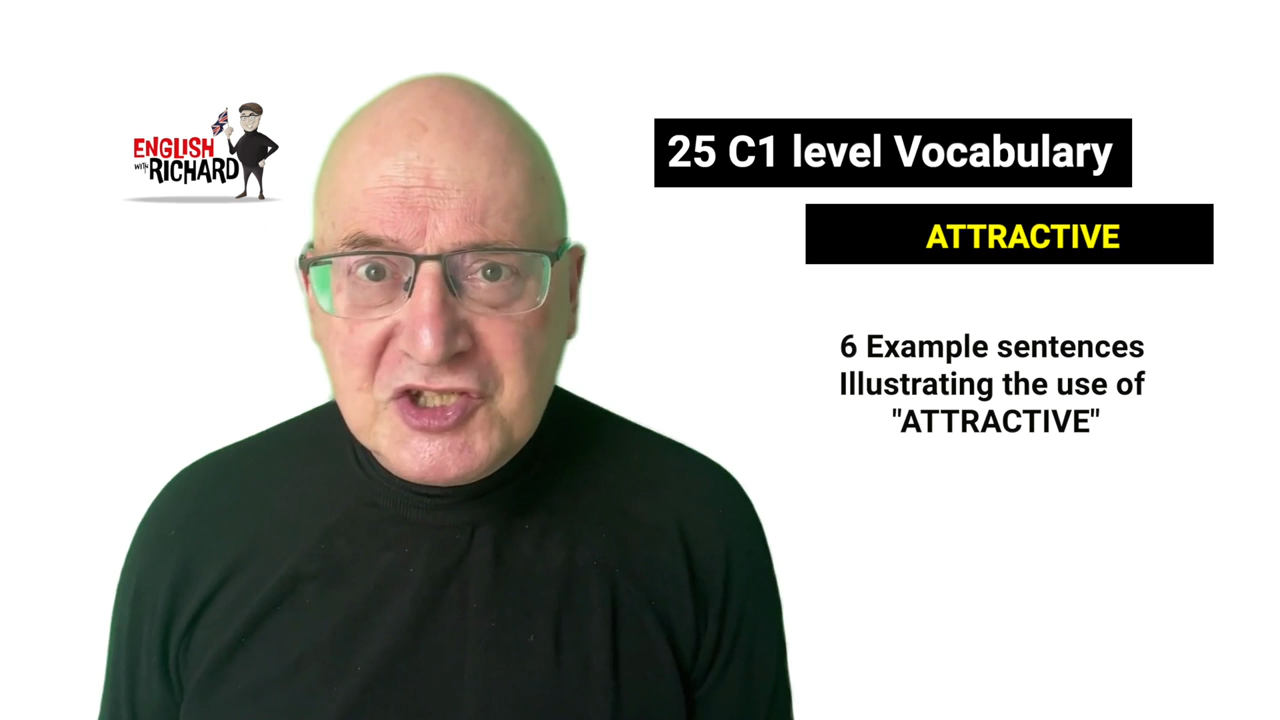 ENGLISH
WITH RICHARD
25 C1 level Vocabulary
ATTRACTIVE
6 Example sentences
Illustrating the use of
"ATTRACTIVE"